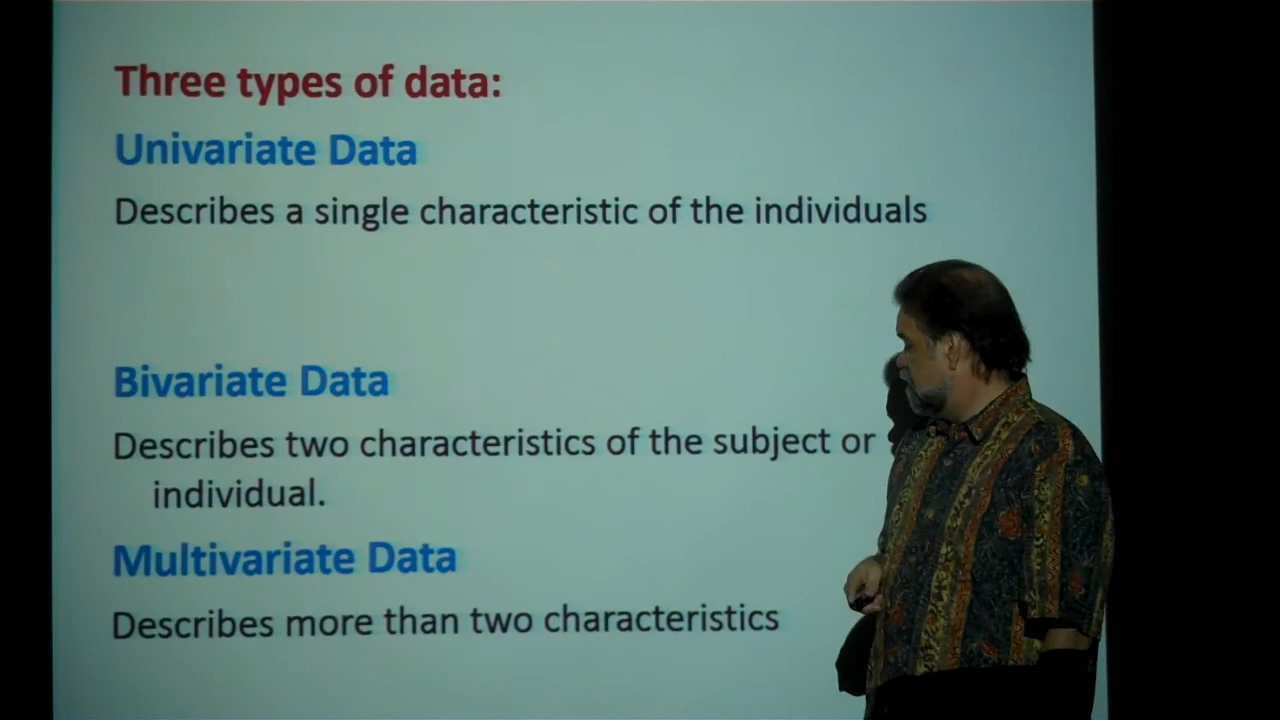 Three types of data:
Univariate Data
Describes a single characteristic of the individuals
Bivariate Data
Describes two characteristics of the subject or
individual.
Multivariate Data
Describes more than two characteristics